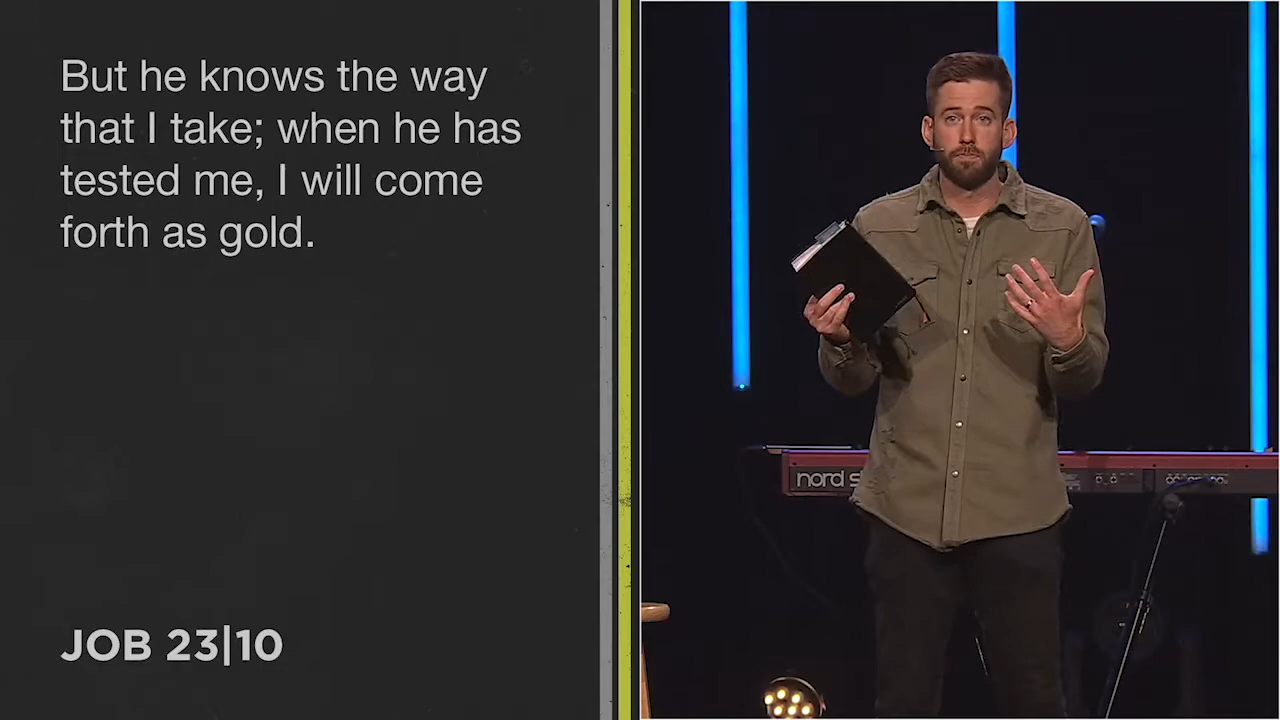 But he knows the way
that I take; when he has
tested me, I will come
forth as gold.
JOB 23|10
nord s